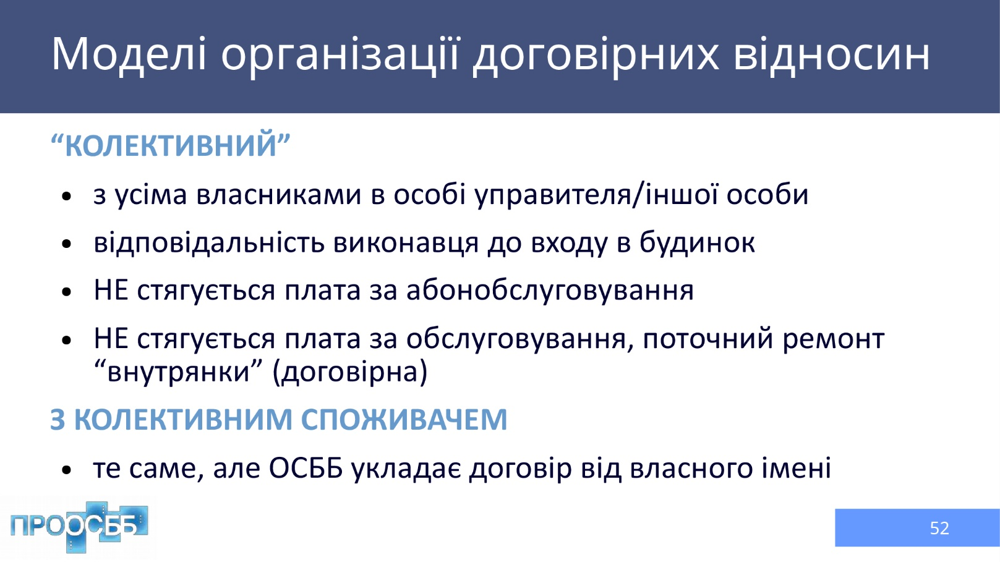 Моделі організації договірних відносин
“КОЛЕКТИВНИЙ”
● з усіма власниками в особі управителя/іншої особи
● відповідальність виконавця до входу в будинок
● НЕ стягується плата за абонобслуговування
● НЕ стягується плата за обслуговування, поточний ремонт
“внутрянки” (договірна)
З КОЛЕКТИВНИМ СПОЖИВАЧЕМ
● те саме, але ОСББ укладає договір від власного імені
ПРООСББ
52